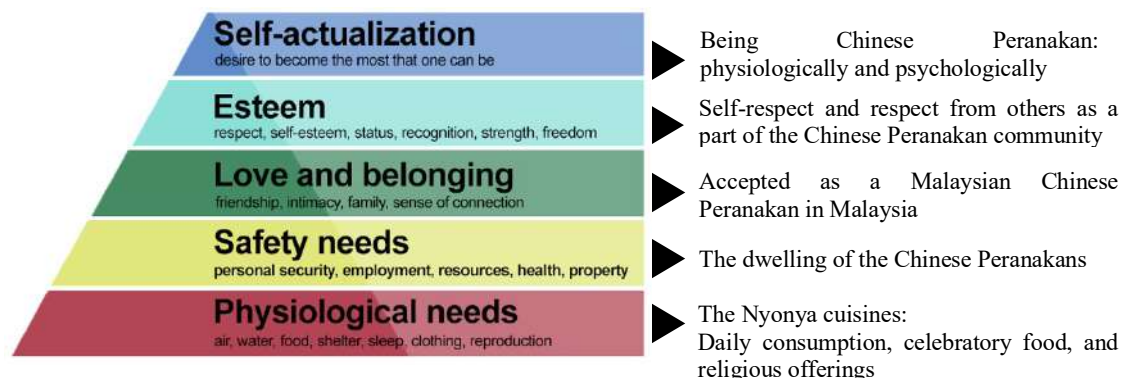 Self-actualization
desire to become the most that one can be
Being Chinese Peranakan:
physiologically and psychologically
Esteem
respect, self-esteem, status, recognition, strength, freedom
Self-respect and respect from others as a
part of the Chinese Peranakan community
Love and belonging
friendship, intimacy, family, sense of connection
Accepted as a Malaysian Chinese
Peranakan in Malaysia
Safety needs
personal security, employment, resources, health, property
The dwelling of the Chinese Peranakans
Physiological needs
air, water, food, shelter, sleep, clothing, reproduction
The Nyonya cuisines:
Daily consumption, celebratory food, and
religious offerings